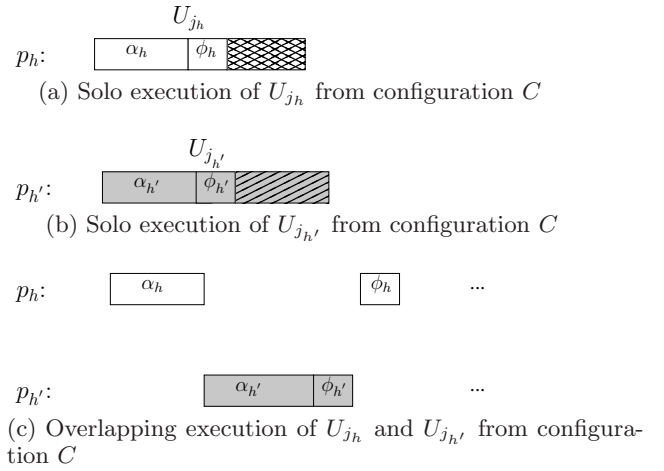 U_{j_h}
p_h: α_h ϕ_h
(a) Solo execution of U_{j_h} from configuration C
U_{j_{h'}}
p_{h'}: α_{h'} ϕ_{h'}
(b) Solo execution of U_{j_{h'}} from configuration C
p_h: α_h ϕ_h ...
p_{h'}: α_{h'} ϕ_{h'} ...
(c) Overlapping execution of U_{j_h} and U_{j_{h'}} from configura-
tion C